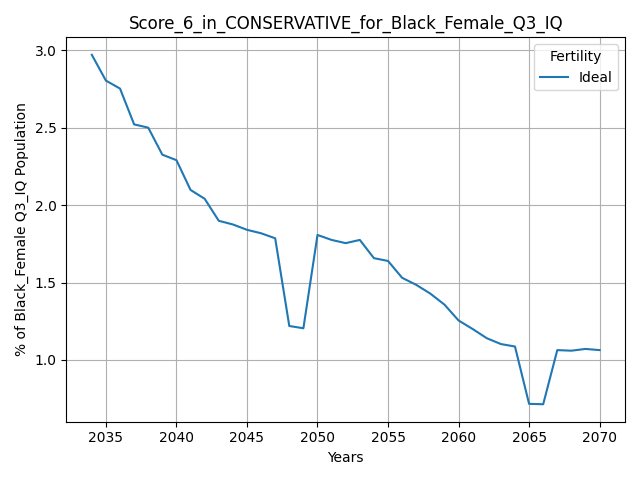 Score_6_in_CONSERVATIVE_for_Black_Female_Q3_IQ
Fertility
Ideal
% of Black_Female Q3_IQ Population
3.0
2.5
2.0
1.5
1.0
2035 2040 2045 2050 2055 2060 2065 2070
Years